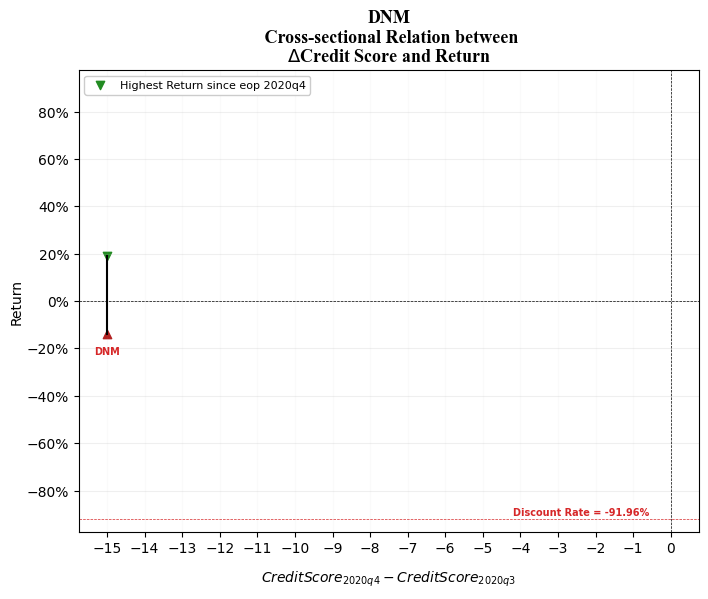 DNM
Cross-sectional Relation between
ΔCredit Score and Return
Highest Return since eop 2020q4
80%
60%
40%
20%
0%
−20%
−40%
−60%
−80%
Return
DNM
Discount Rate = -91.96%
−15 −14 −13 −12 −11 −10 −9 −8 −7 −6 −5 −4 −3 −2 −1 0
CreditScore2020q4 − CreditScore2020q3